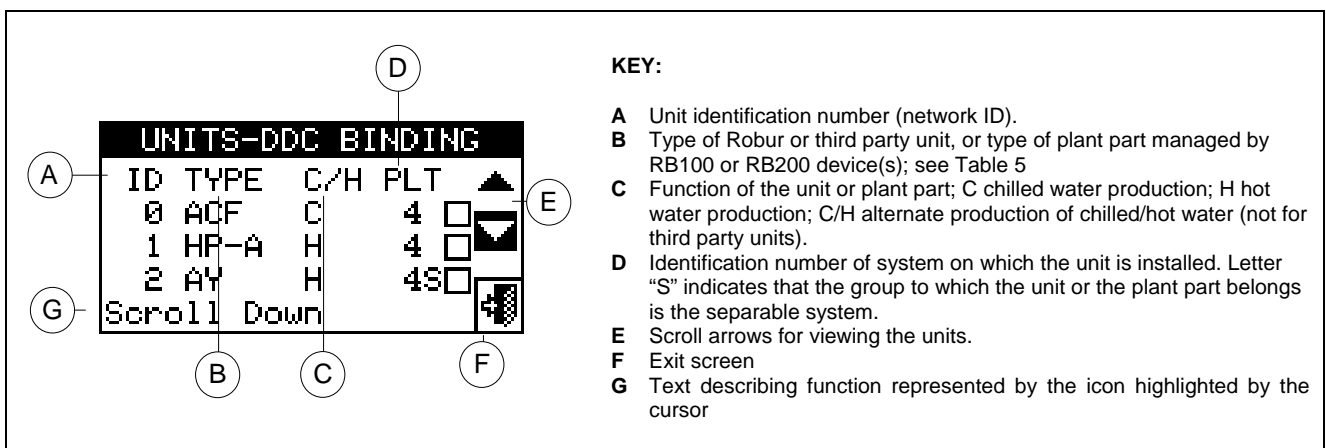 D
UNITS-DDC BINDING
A
ID TYPE C/H PLT
E
0 ACF C 4
1 HP-A H 4
2 AY H 4S
G
Scroll Down
B
C
F
KEY:
A Unit identification number (network ID).
B Type of Robur or third party unit, or type of plant part managed by
RB100 or RB200 device(s); see Table 5
C Function of the unit or plant part; C chilled water production; H hot
water production; C/H alternate production of chilled/hot water (not for
third party units).
D Identification number of system on which the unit is installed. Letter
“S” indicates that the group to which the unit or the plant part belongs
is the separable system.
E Scroll arrows for viewing the units.
F Exit screen
G Text describing function represented by the icon highlighted by the
cursor